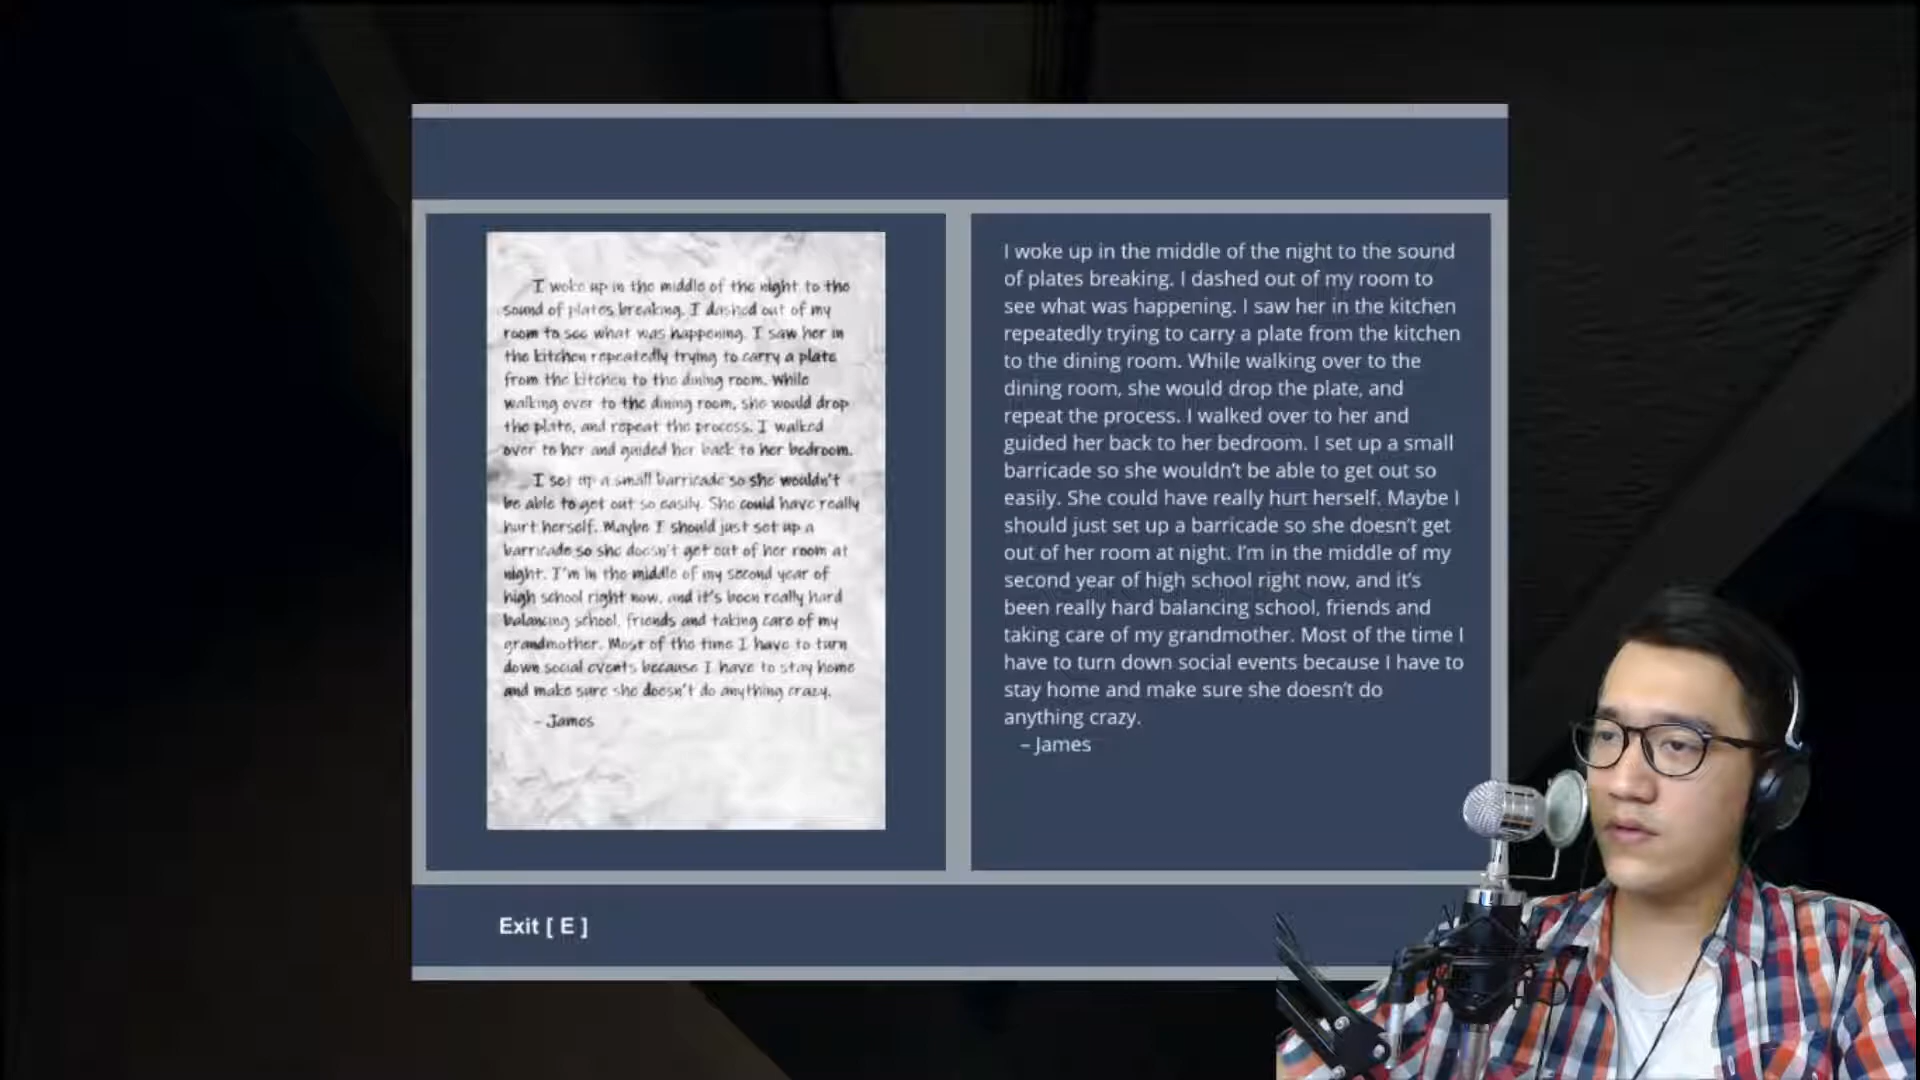 I woke up in the middle of the night to the
sound of plates breaking. I dashed out of my
room to see what was happening. I saw her in
the kitchen repeatedly trying to carry a plate
from the kitchen to the dining room. While
walking over to the dining room, she would drop
the plate, and repeat the process. I walked
over to her and guided her back to her bedroom.
I set up a small barricade so she wouldn't
be able to get out so easily. She could have really
hurt herself. Maybe I should just set up a
barricade so she doesn't get out of her room at
night. I'm in the middle of my second year of
high school right now, and it's been really hard
balancing school, friends and taking care of my
grandmother. Most of the time I have to turn
down social events because I have to stay home
and make sure she doesn't do anything crazy.
- James
I woke up in the middle of the night to the sound
of plates breaking. I dashed out of my room to
see what was happening. I saw her in the kitchen
repeatedly trying to carry a plate from the kitchen
to the dining room. While walking over to the
dining room, she would drop the plate, and
repeat the process. I walked over to her and
guided her back to her bedroom. I set up a small
barricade so she wouldn't be able to get out so
easily. She could have really hurt herself. Maybe I
should just set up a barricade so she doesn't get
out of her room at night. I'm in the middle of my
second year of high school right now, and it's
been really hard balancing school, friends and
taking care of my grandmother. Most of the time I
have to turn down social events because I have to
stay home and make sure she doesn't do
anything crazy.
– James
Exit [ E ]